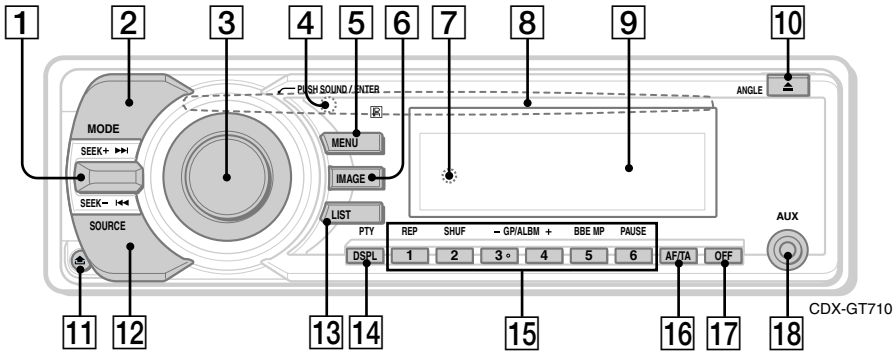 1 2 3 4 5 6 7 8 9 10
PUSH SOUND / ENTER
ANGLE
MODE
MENU
SEEK+
IMAGE
SEEK−
LIST
SOURCE
AUX
PTY REP SHUF − GP/ALBM + BBE MP PAUSE
DSPL 1 2 3 4 5 6 AF/TA OFF
CDX-GT710
11 12 13 14 15 16 17 18